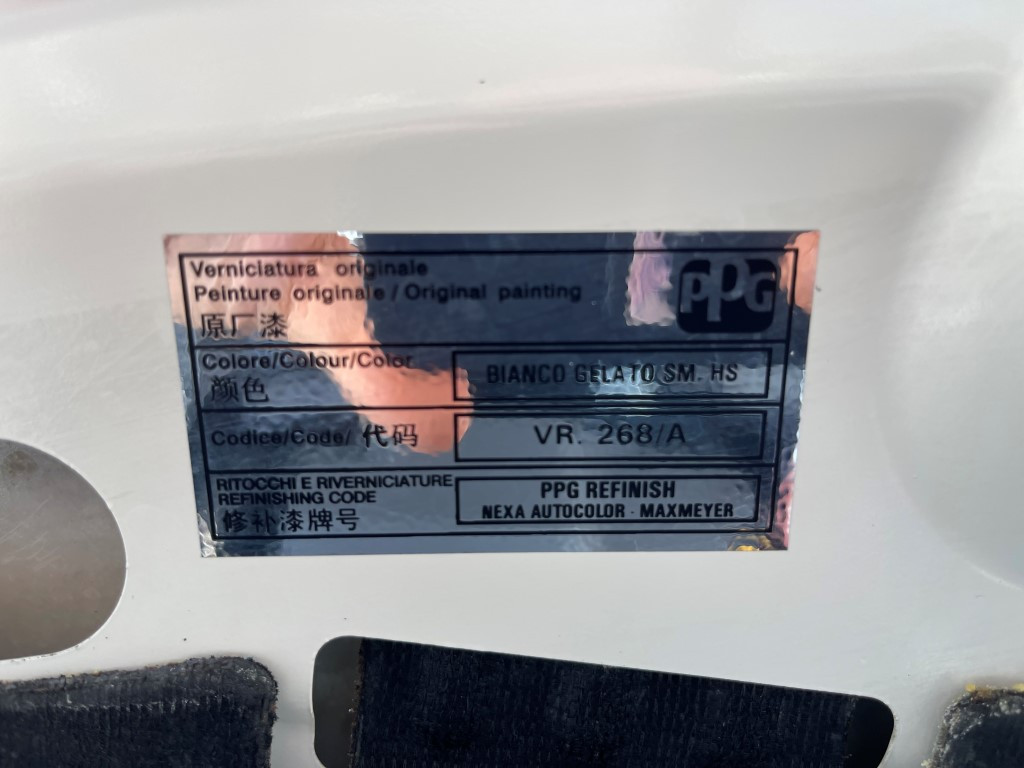 Verniciatura originale
Peinture originale / Original painting
PPG
原厂漆
Colore/Colour/Color
颜色
BIANCO GELATO SM. HS
Codice/Code/ 代码
VR. 268/A
RITOCCHI E RIVERNICIATURE
REFINISHING CODE
修补漆牌号
PPG REFINISH
NEXA AUTOCOLOR - MAXMEYER